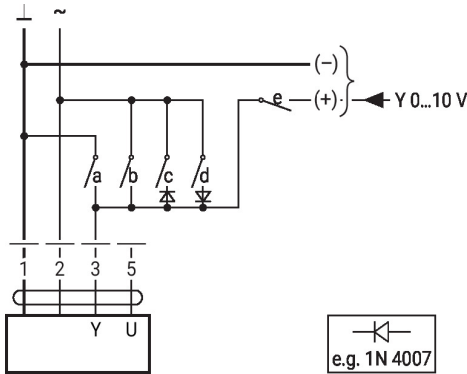 ⊥ ~
(−)
(+) Y 0...10 V
e
a b c d
1 2 3 5
Y U
e.g. 1N 4007